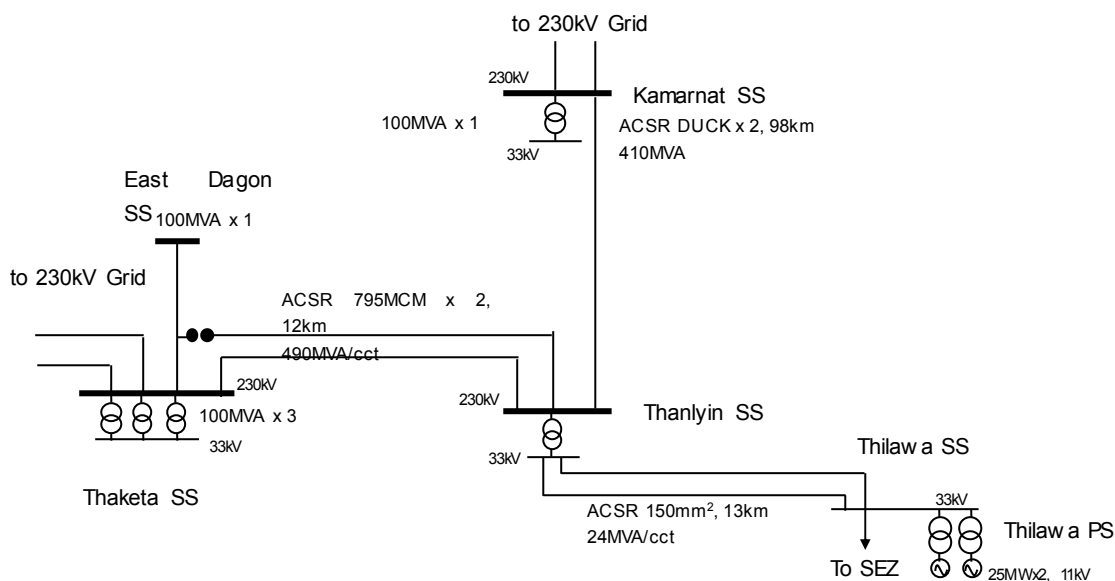 to 230kV Grid
230kV
Kamarnat SS
100MVA x 1
ACSR DUCK x 2, 98km
33kV
410MVA
East Dagon
SS
100MVA x 1
to 230kV Grid
ACSR 795MCM x 2,
12km
490MVA/cct
230kV
230kV
Thanlyin SS
100MVA x 3
33kV
33kV
Thilawa SS
Thaketa SS
ACSR 150mm², 13km
24MVA/cct
33kV
Thilawa PS
To SEZ
25MWx2, 11kV